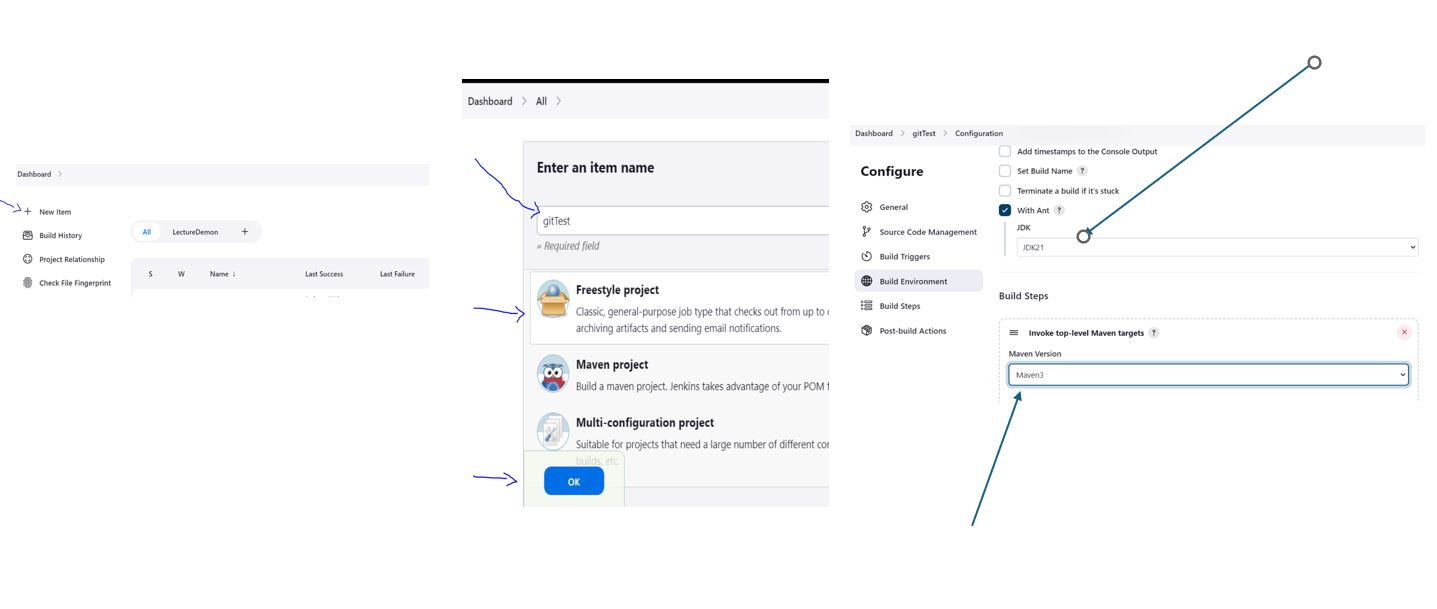 Dashboard
New Item
Build History
Project Relationship
Check File Fingerprint
All LectureDemon +
S W Name ↓ Last Success Last Failure
Dashboard All
Enter an item name
gitTest
» Required field
Freestyle project
Classic, general-purpose job type that checks out from up to
archiving artifacts and sending email notifications.
Maven project
Build a maven project. Jenkins takes advantage of your POM
Multi-configuration project
Suitable for projects that need a large number of different
builds, etc.
OK
Dashboard gitTest Configuration
Configure
General
Source Code Management
Build Triggers
Build Environment
Build Steps
Post-build Actions
Add timestamps to the Console Output
Set Build Name ?
Terminate a build if it's stuck
With Ant ?
JDK
JDK21
Build Steps
Invoke top-level Maven targets ?
Maven Version
Maven3